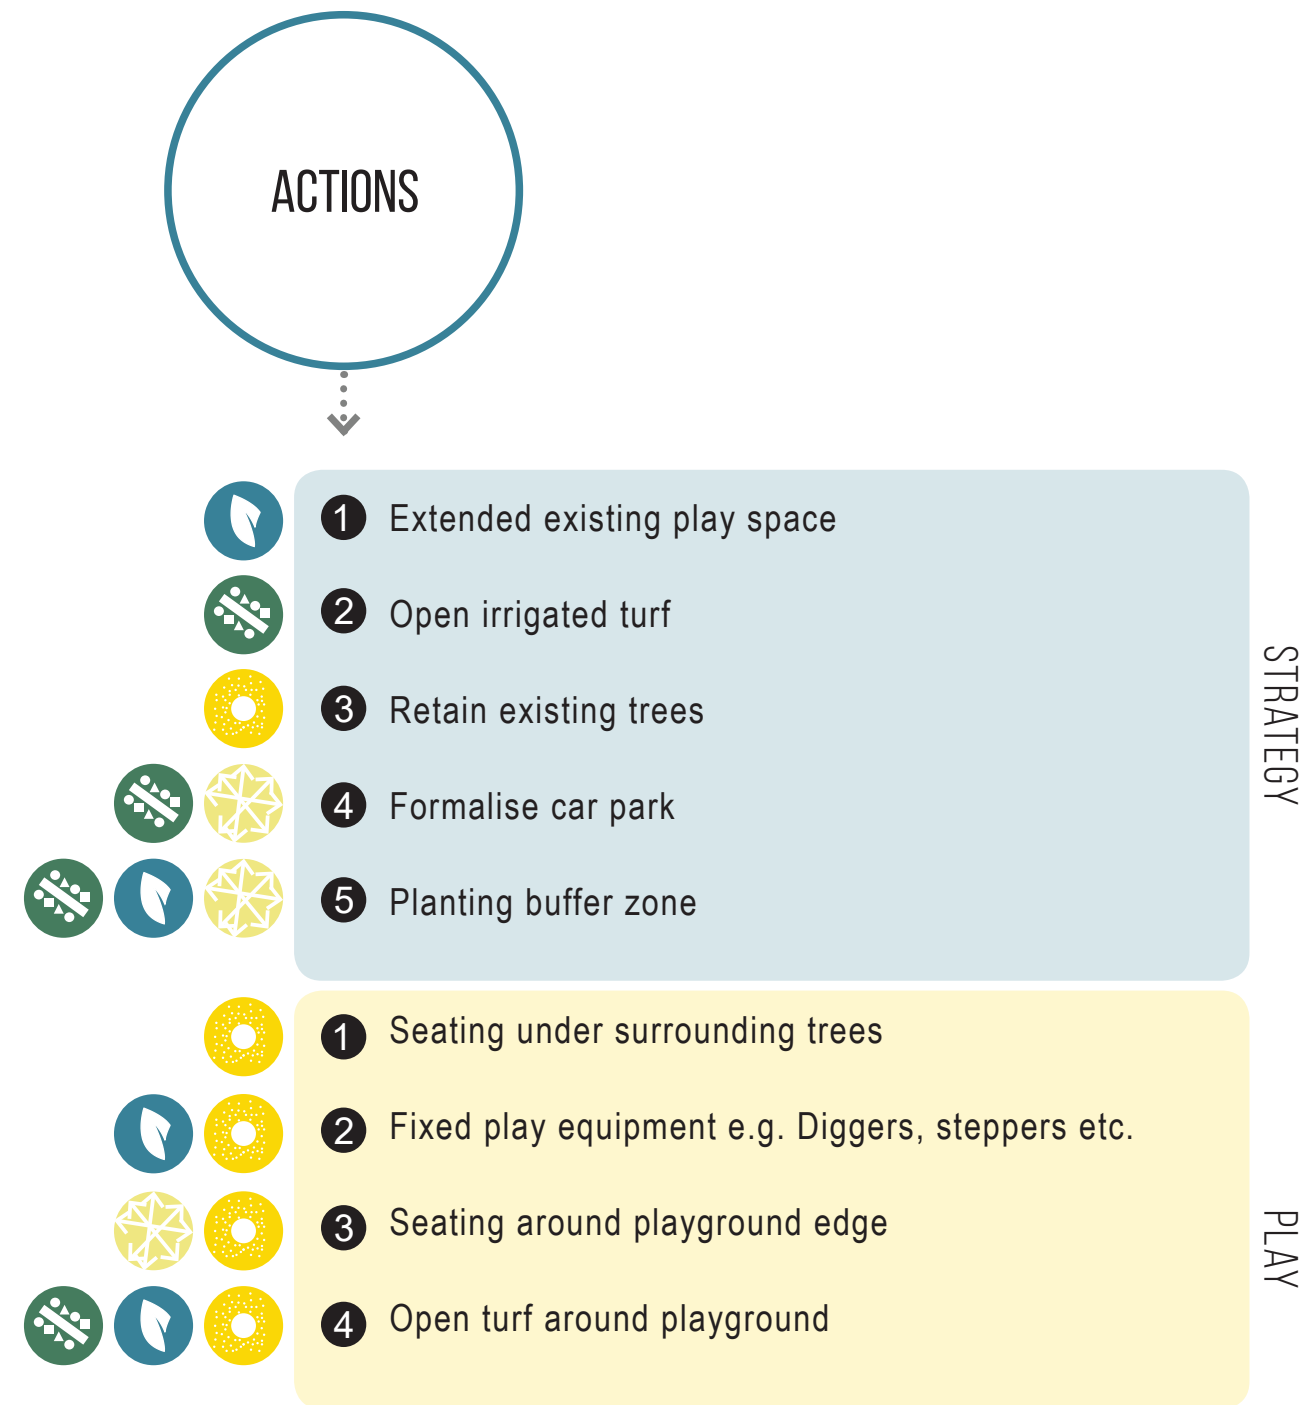 ACTIONS
1 Extended existing play space
2 Open irrigated turf
3 Retain existing trees
4 Formalise car park
5 Planting buffer zone
STRATEGY
1 Seating under surrounding trees
2 Fixed play equipment e.g. Diggers, steppers etc.
3 Seating around playground edge
4 Open turf around playground
PLAY